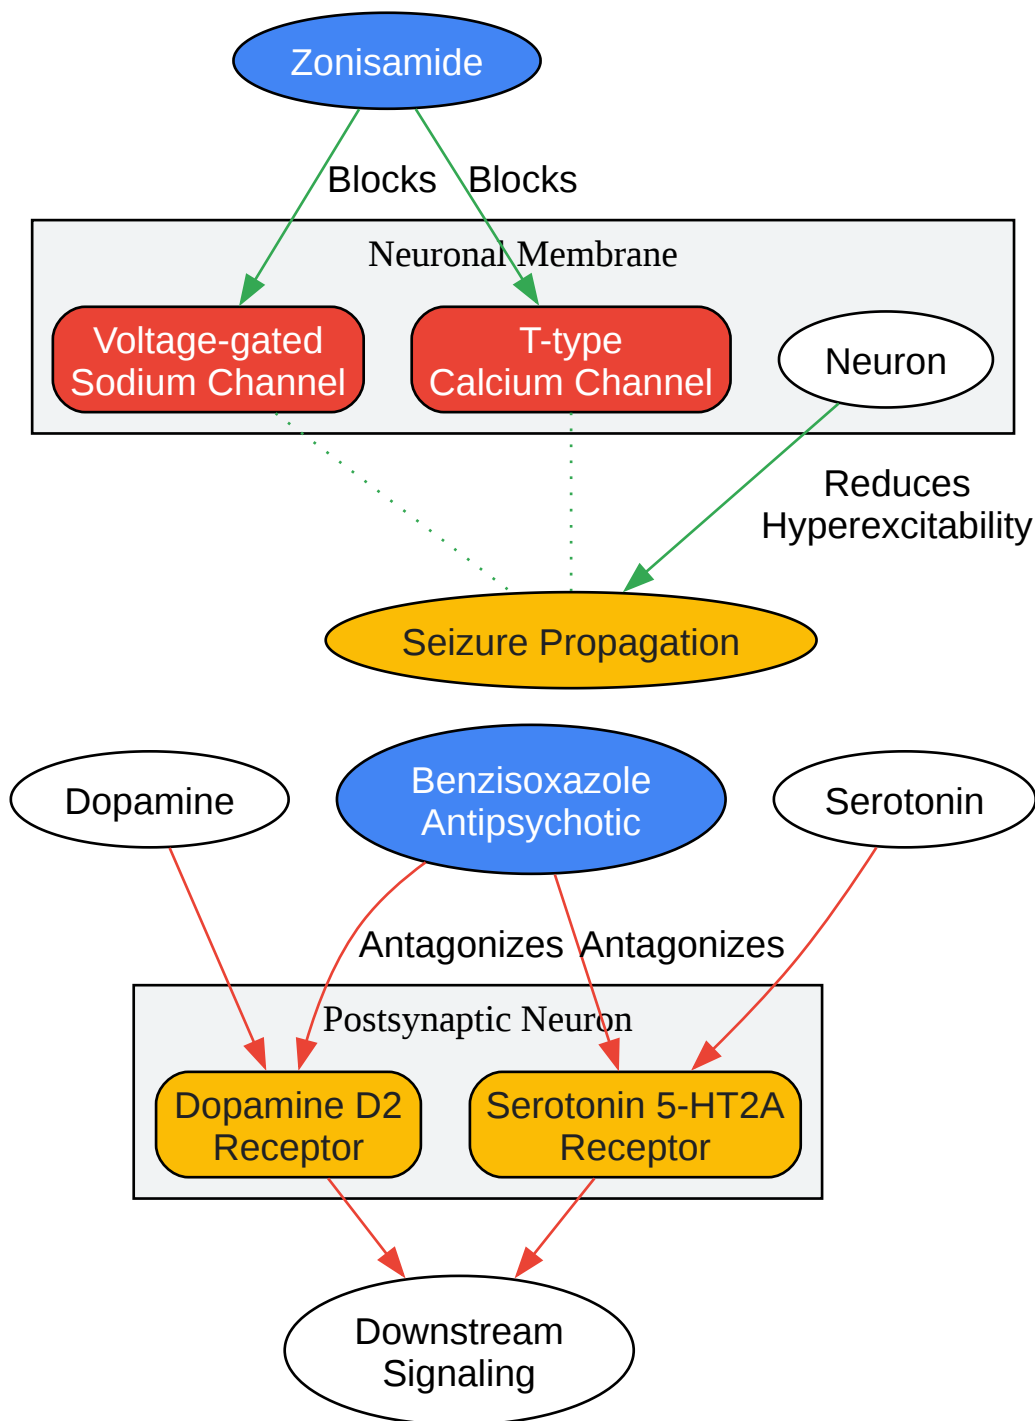 Zonisamide
Blocks
Blocks
Neuronal Membrane
Voltage-gated
Sodium Channel
T-type
Calcium Channel
Neuron
Reduces
Hyperexcitability
Seizure Propagation
Dopamine
Benzisoxazole
Antipsychotic
Serotonin
Antagonizes
Antagonizes
Postsynaptic Neuron
Dopamine D2
Receptor
Serotonin 5-HT2A
Receptor
Downstream
Signaling